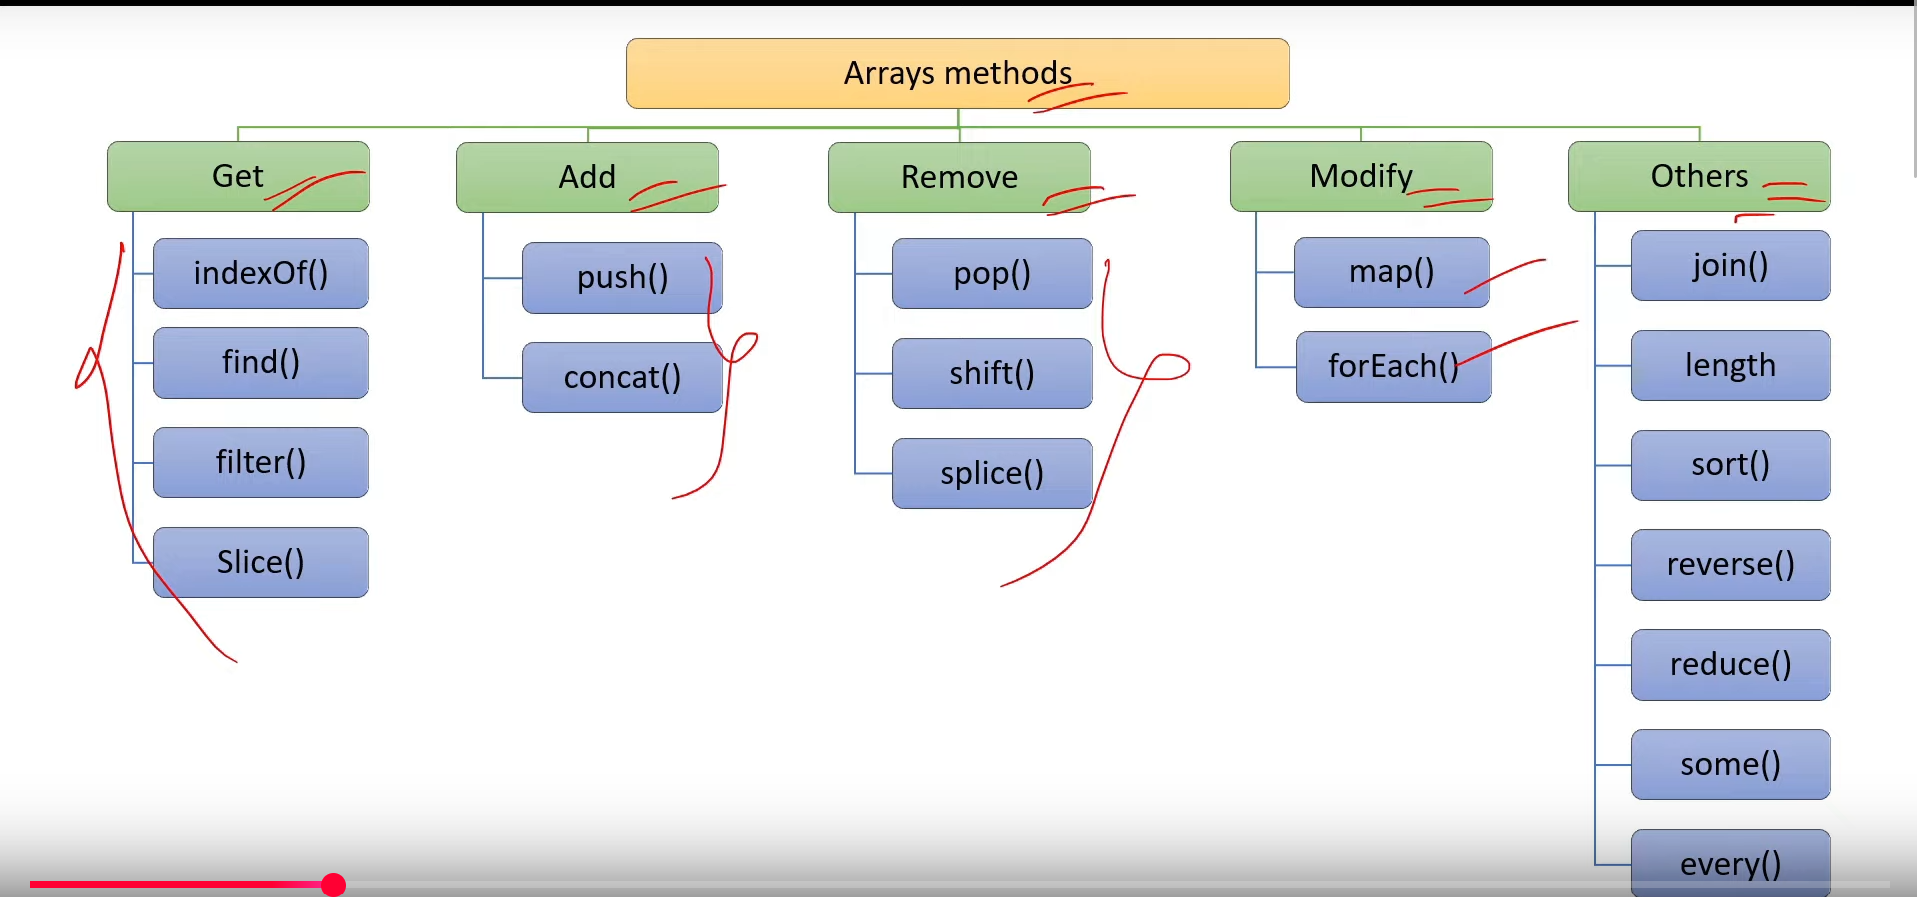 Arrays methods
Get
indexOf()
find()
filter()
Slice()
Add
push()
concat()
Remove
pop()
shift()
splice()
Modify
map()
forEach()
Others
join()
length
sort()
reverse()
reduce()
some()
every()